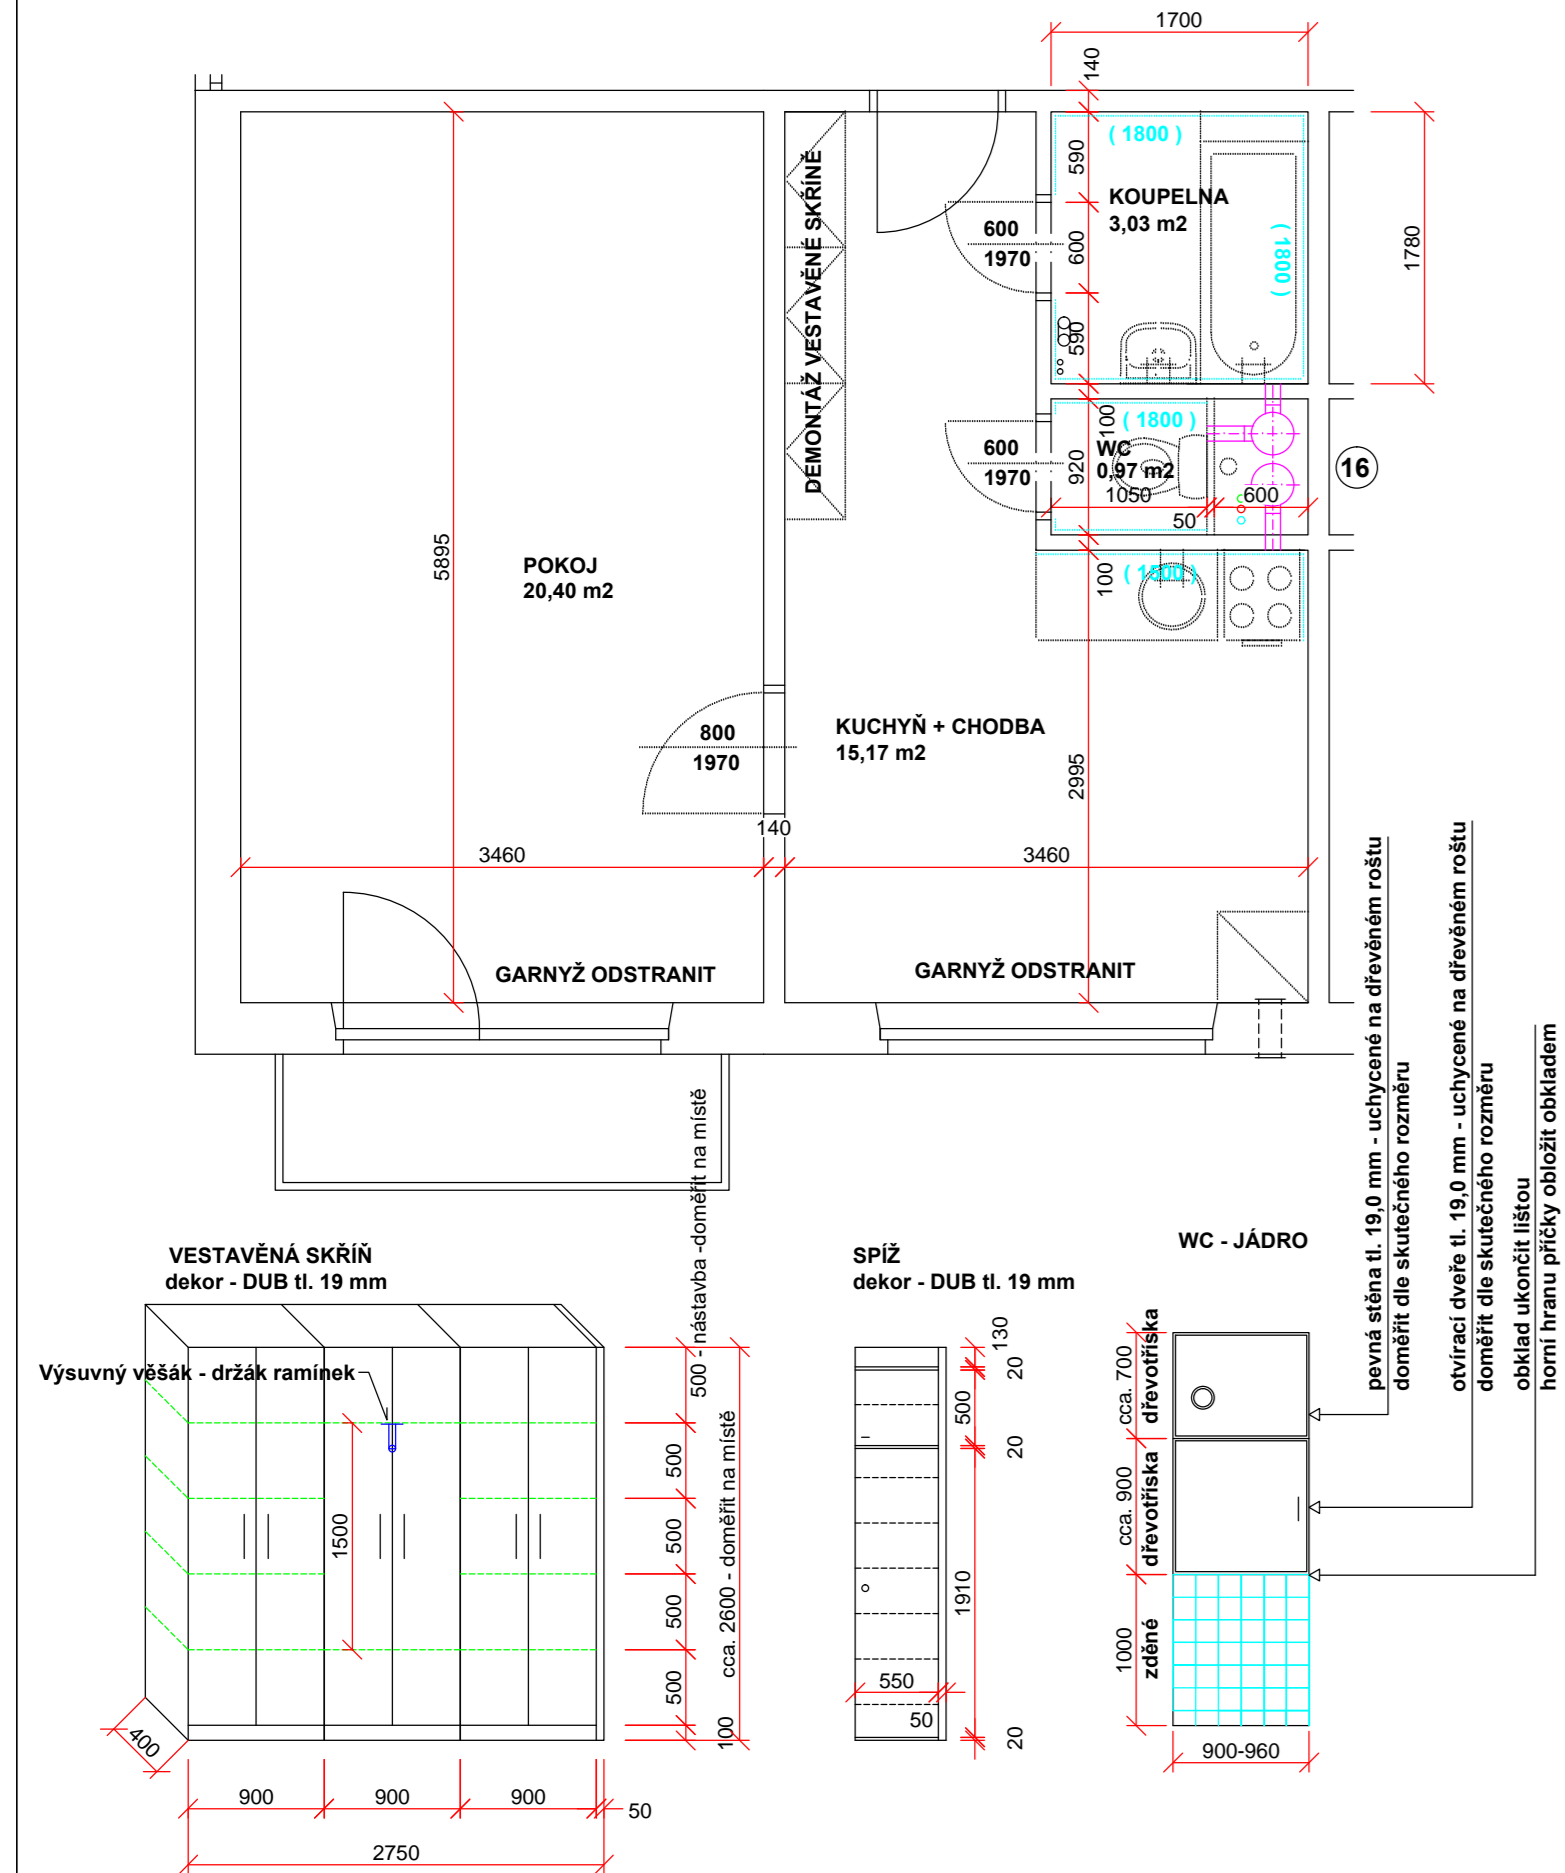 1700
140
590
( 1800 )
KOUPELNA
3,03 m2
( 1800 )
1780
600
1970
600
590
DEMONTÁŽ VESTAVĚNÉ SKŘÍNĚ
100
( 1800 )
WC
0,97 m2
600
1970
920
1050
50
600
16
5895
POKOJ
20,40 m2
100
( 1500 )
800
1970
KUCHYŇ + CHODBA
15,17 m2
2995
140
3460
3460
GARNYŽ ODSTRANIT
GARNYŽ ODSTRANIT
pevná stěna tl. 19,0 mm - uchycené na dřevěném roštu
doměřit dle skutečného rozměru
otvírací dveře tl. 19,0 mm - uchycené na dřevěném roštu
doměřit dle skutečného rozměru
obklad ukončit lištou
horní hranu příčky obložit obkladem
VESTAVĚNÁ SKŘÍŇ
dekor - DUB tl. 19 mm
Výsuvný věšák - držák ramínek
1500
500 - nástavba -doměřit na místě
500
500
500
500
100
cca. 2600 - doměřit na místě
400
900
900
900
50
2750
SPÍŽ
dekor - DUB tl. 19 mm
130
20
500
20
1910
550
50
20
WC - JÁDRO
cca. 700
dřevotříska
cca. 900
dřevotříska
1000
zděné
900-960